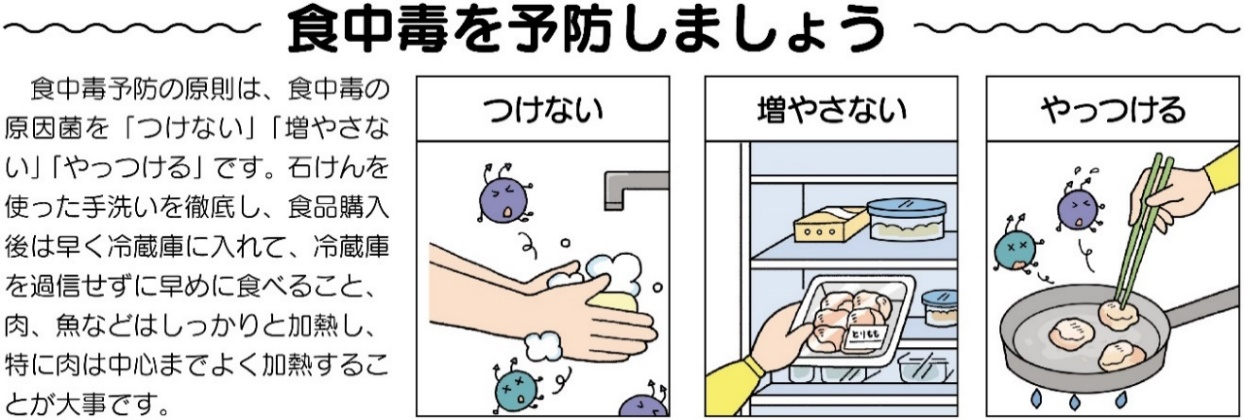 食中毒を予防しましょう
食中毒予防の原則は、食中毒の
原因菌を「つけない」「増やさな
い」「やっつける」です。石けんを
使った手洗いを徹底し、食品購入
後は早く冷蔵庫に入れて、冷蔵庫
を過信せずに早めに食べること、
肉、魚などはしっかりと加熱し、
特に肉は中心までよく加熱するこ
とが大事です。
つけない
増やさない
とりもも
やっつける